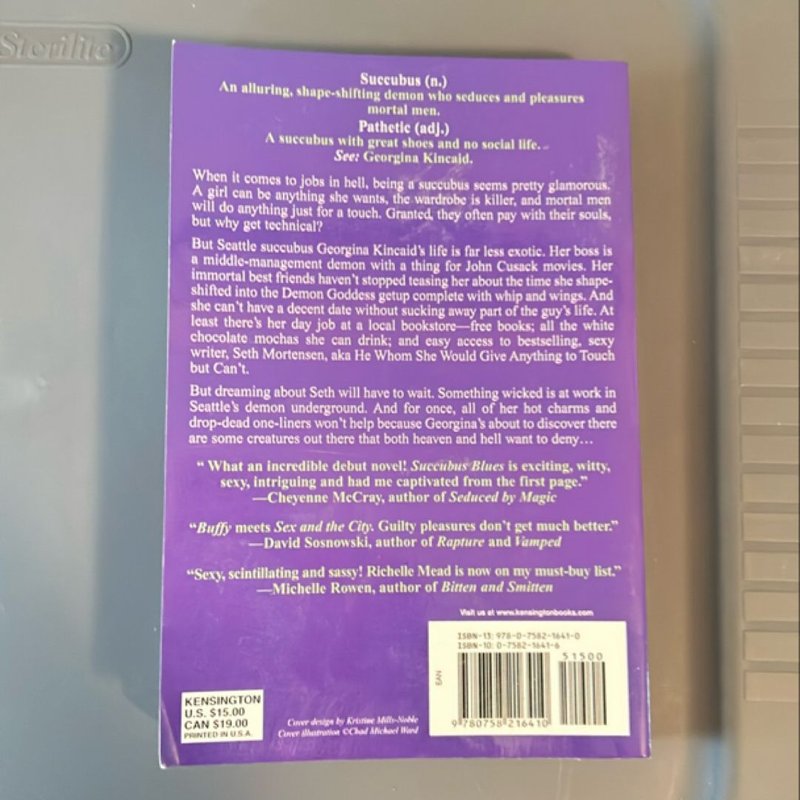 Sterilite
Succubus (n.)
An alluring, shape-shifting demon who seduces and pleasures
mortal men.
Pathetic (adj.)
A succubus with great shoes and no social life.
See: Georgina Kincaid.
When it comes to jobs in hell, being a succubus seems pretty glamorous.
A girl can be anything she wants, the wardrobe is killer, and mortal men
will do anything just for a touch. Granted, they often pay with their souls,
but why get technical?
But Seattle succubus Georgina Kincaid's life is far less exotic. Her boss is
a middle-management demon with a thing for John Cusack movies. Her
immortal best friends haven't stopped teasing her about the time she shape-
shifted into the Demon Goddess getup complete with whip and wings. And
she can't have a decent date without sucking away part of the guy's life. At
least there's her day job at a local bookstore—free books; all the white
chocolate mochas she can drink; and easy access to bestselling, sexy
writer, Seth Mortensen, aka He Whom She Would Give Anything to Touch
but Can't.
But dreaming about Seth will have to wait. Something wicked is at work in
Seattle's demon underground. And for once, all of her hot charms and
drop-dead one-liners won't help because Georgina's about to discover there
are some creatures out there that both heaven and hell want to deny…
“ What an incredible debut novel! Succubus Blues is exciting, witty,
sexy, intriguing and had me captivated from the first page.”
—Cheyenne McCray, author of Seduced by Magic
“Buffy meets Sex and the City. Guilty pleasures don't get much better.”
—David Sosnowski, author of Rapture and Vamped
“Sexy, scintillating and sassy! Richelle Mead is now on my must-buy list.”
—Michelle Rowen, author of Bitten and Smitten
Visit us at www.kensingtonbooks.com
ISBN-13: 978-0-7582-1641-0
ISBN-10: 0-7582-1641-6
51500
EAN
9 780758 216410
KENSINGTON
U.S. $15.00
CAN $19.00
PRINTED IN U.S.A.
Cover design by Kristine Mills-Noble
Cover illustration ©Chad Michael Ward